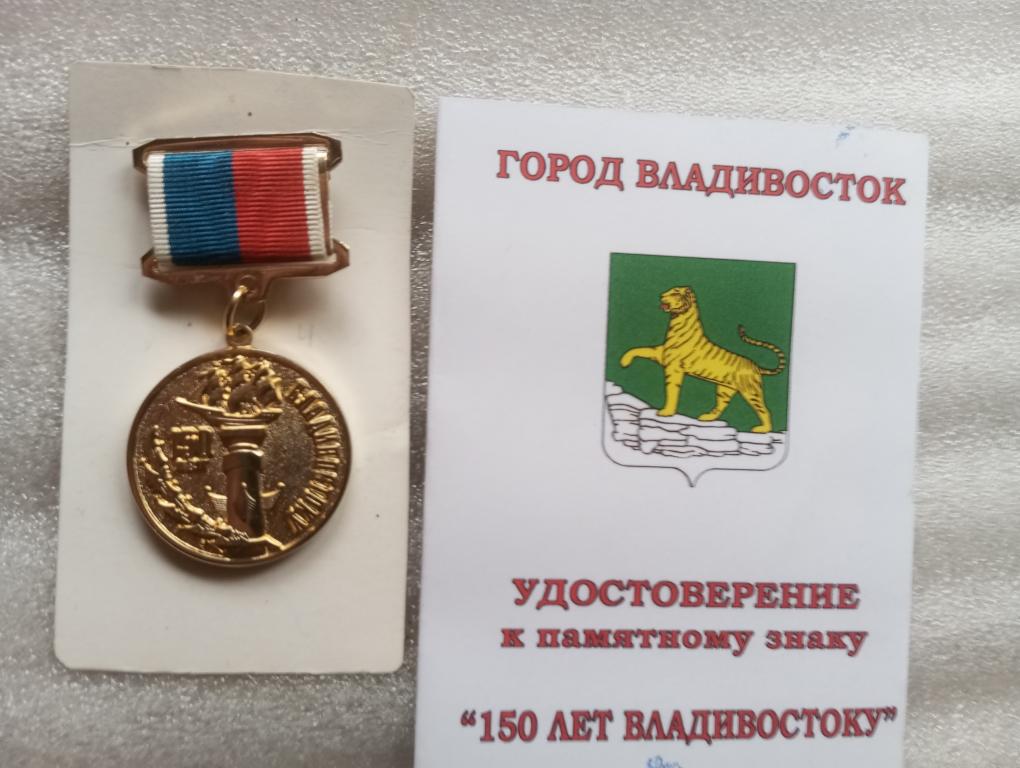 ГОРОД ВЛАДИВОСТОК
УДОСТОВЕРЕНИЕ
к памятному знаку
“150 ЛЕТ ВЛАДИВОСТОКУ”